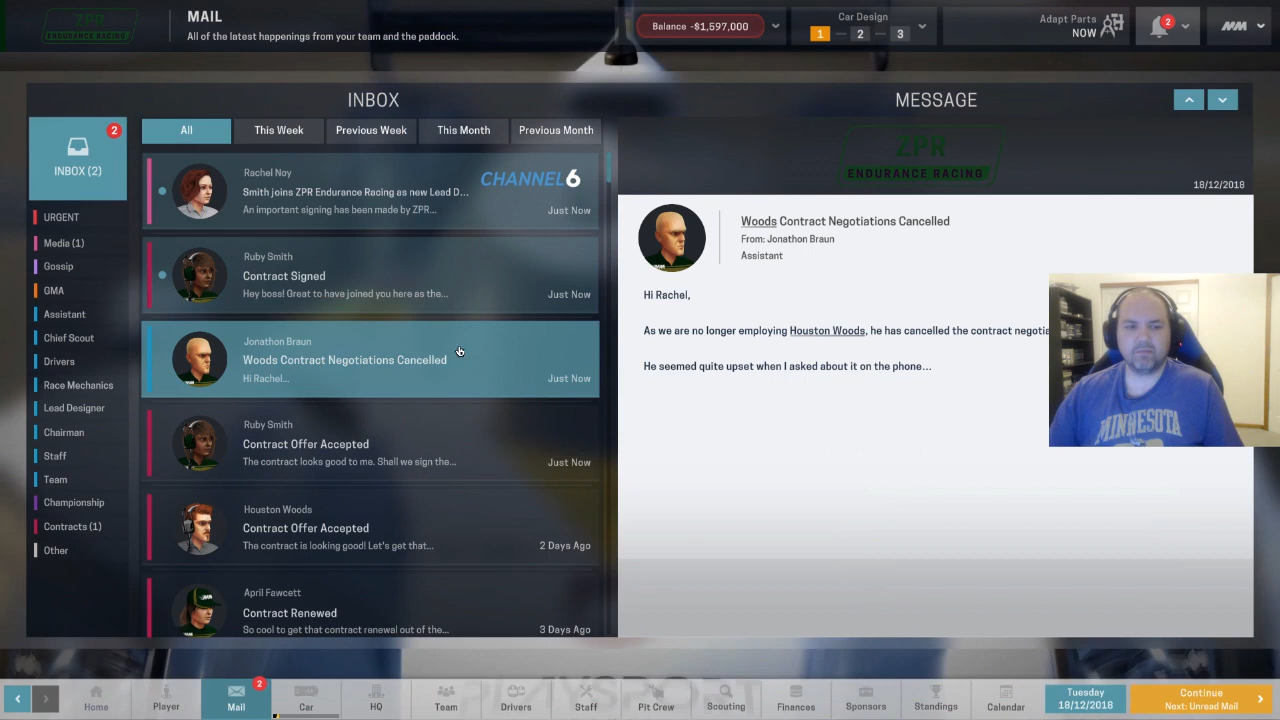 ZPR
ENDURANCE RACING
MAIL
All of the latest happenings from your team and the paddock.
Balance -$1,597,000
Car Design
1 2 3
Adapt Parts
NOW
2
INBOX
MESSAGE
2
INBOX (2)
All
This Week
Previous Week
This Month
Previous Month
URGENT
Media (1)
Gossip
GMA
Assistant
Chief Scout
Drivers
Race Mechanics
Lead Designer
Chairman
Staff
Team
Championship
Contracts (1)
Other
Rachel Noy
Smith joins ZPR Endurance Racing as new Lead D...
An important signing has been made by ZPR...
CHANNEL6
Just Now
Ruby Smith
Contract Signed
Hey boss! Great to have joined you here as the...
Just Now
Jonathon Braun
Woods Contract Negotiations Cancelled
Hi Rachel...
Just Now
Ruby Smith
Contract Offer Accepted
The contract looks good to me. Shall we sign the...
Just Now
Houston Woods
Contract Offer Accepted
The contract is looking good! Let's get that...
2 Days Ago
April Fawcett
Contract Renewed
So cool to get that contract renewal out of the...
3 Days Ago
ZPR
ENDURANCE RACING
18/12/2018
Woods Contract Negotiations Cancelled
From: Jonathon Braun
Assistant
Hi Rachel,
As we are no longer employing Houston Woods, he has cancelled the contract negotia
He seemed quite upset when I asked about it on the phone...
MINNESOTA
Home
Player
Mail
2
Car
HQ
Team
Drivers
Staff
Pit Crew
Scouting
Finances
Sponsors
Standings
Calendar
Tuesday
18/12/2018
Continue
Next: Unread Mail